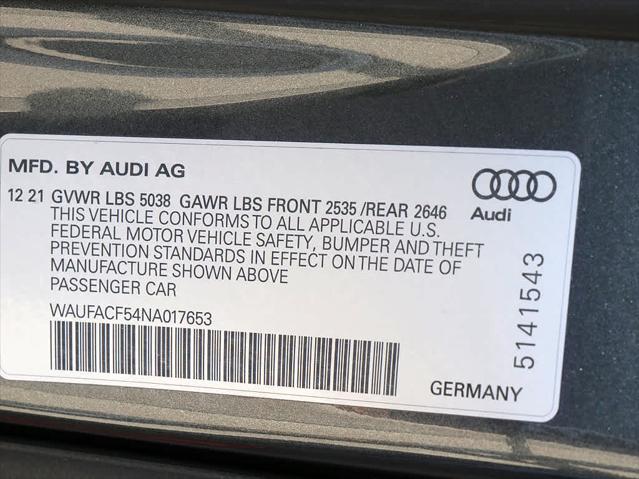 MFD. BY AUDI AG
12 21 GVWR LBS 5038 GAWR LBS FRONT 2535 /REAR 2646
THIS VEHICLE CONFORMS TO ALL APPLICABLE U.S.
FEDERAL MOTOR VEHICLE SAFETY, BUMPER AND THEFT
PREVENTION STANDARDS IN EFFECT ON THE DATE OF
MANUFACTURE SHOWN ABOVE
PASSENGER CAR
WAUFACF54NA017653
Audi
5141543
GERMANY